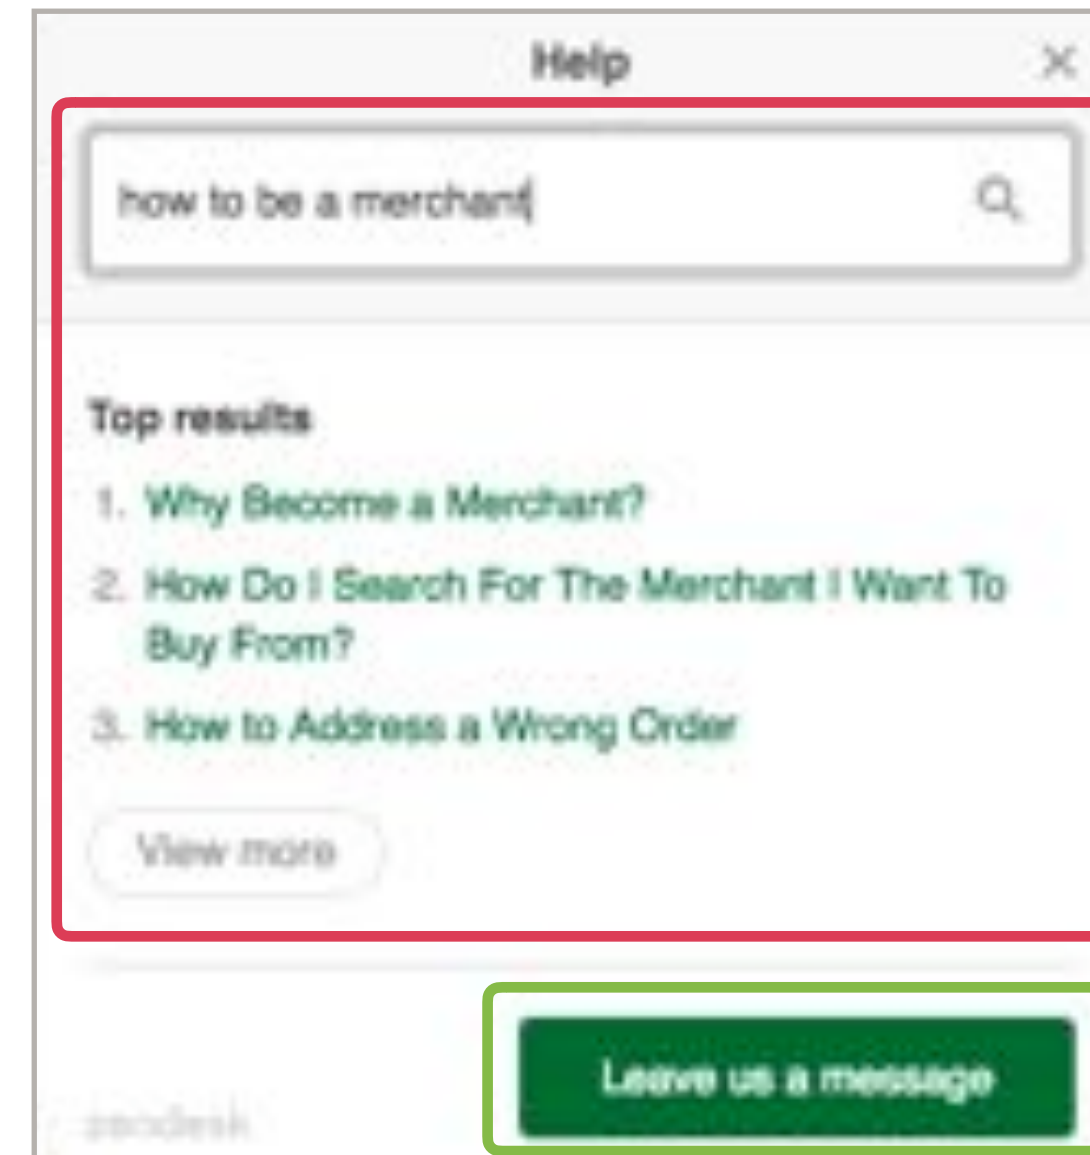 Help
how to be a merchant
Top results
1. Why Become a Merchant?
2. How Do I Search For The Merchant I Want To
Buy From?
3. How to Address a Wrong Order
View more
Leave us a message
zendesk